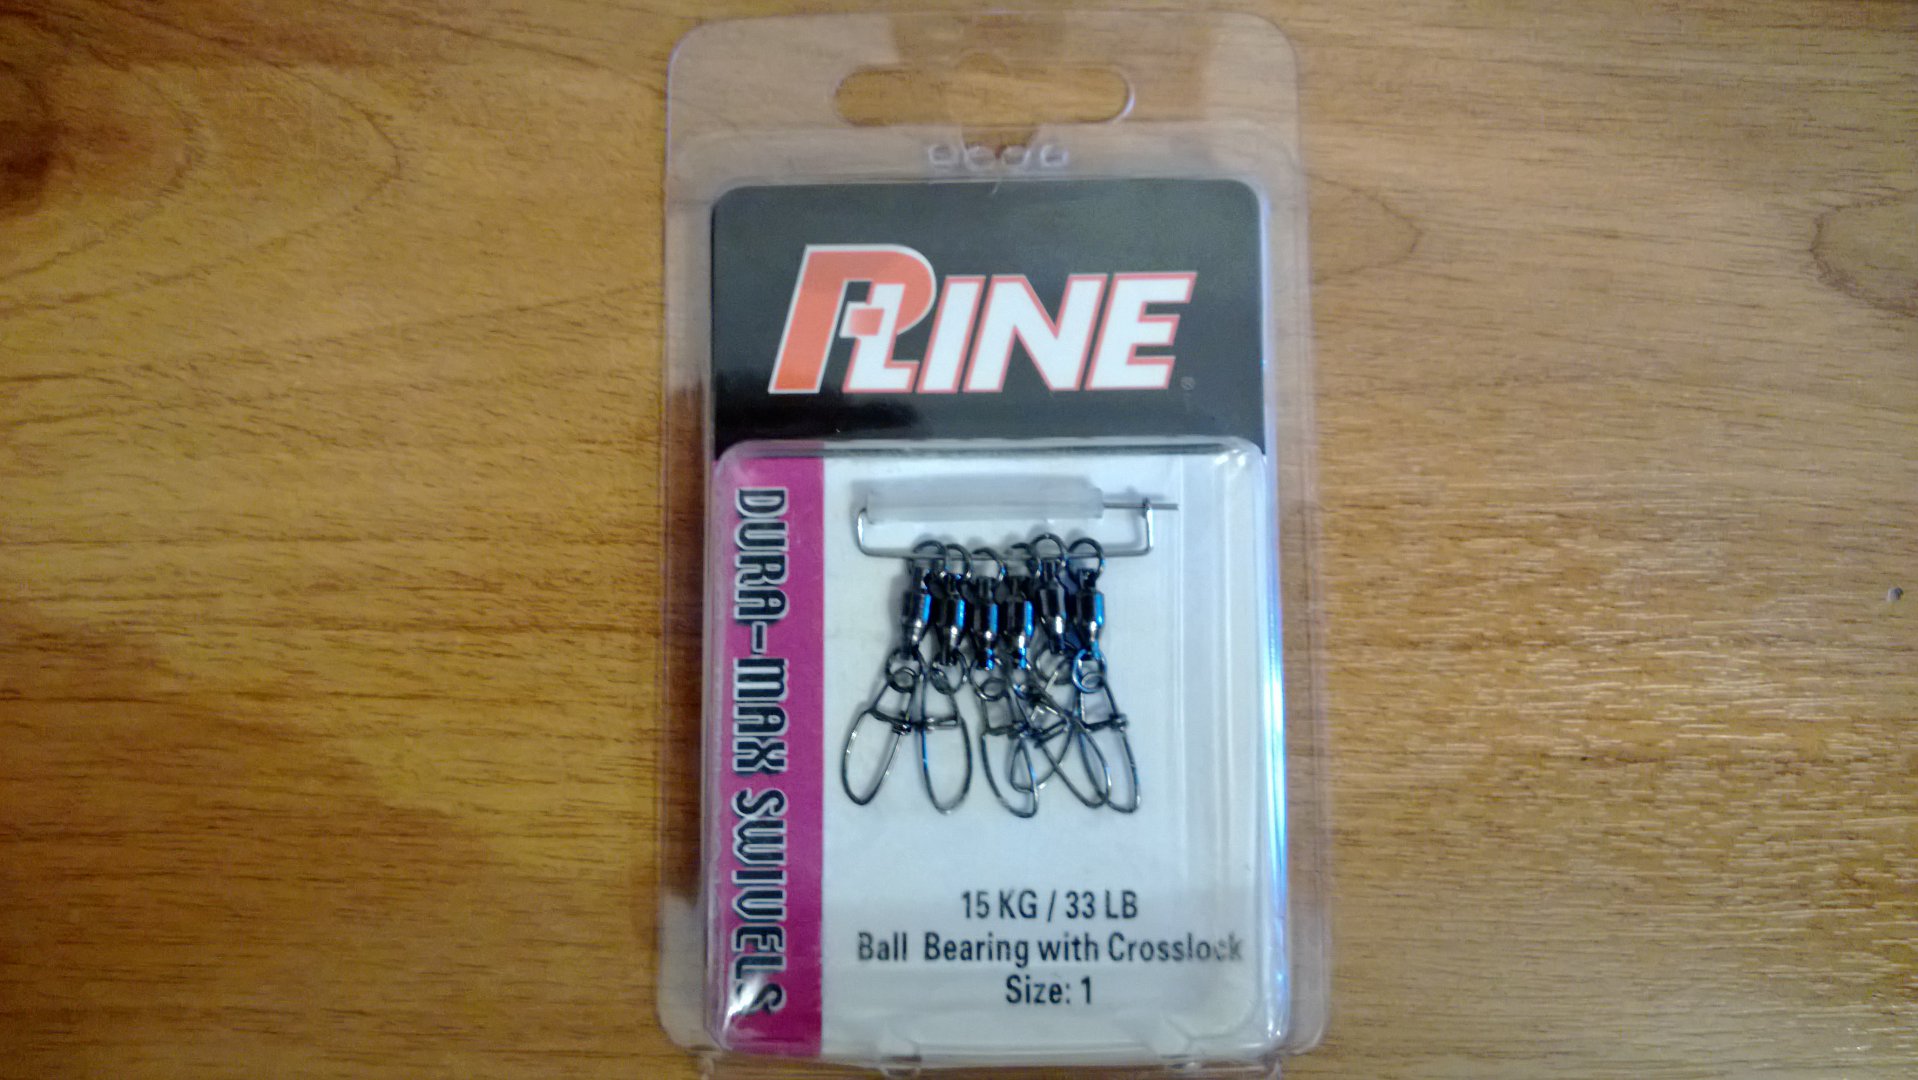 P-LINE®
DURA-MAX SWIVELS
15 KG / 33 LB
Ball Bearing with Crosslock
Size: 1